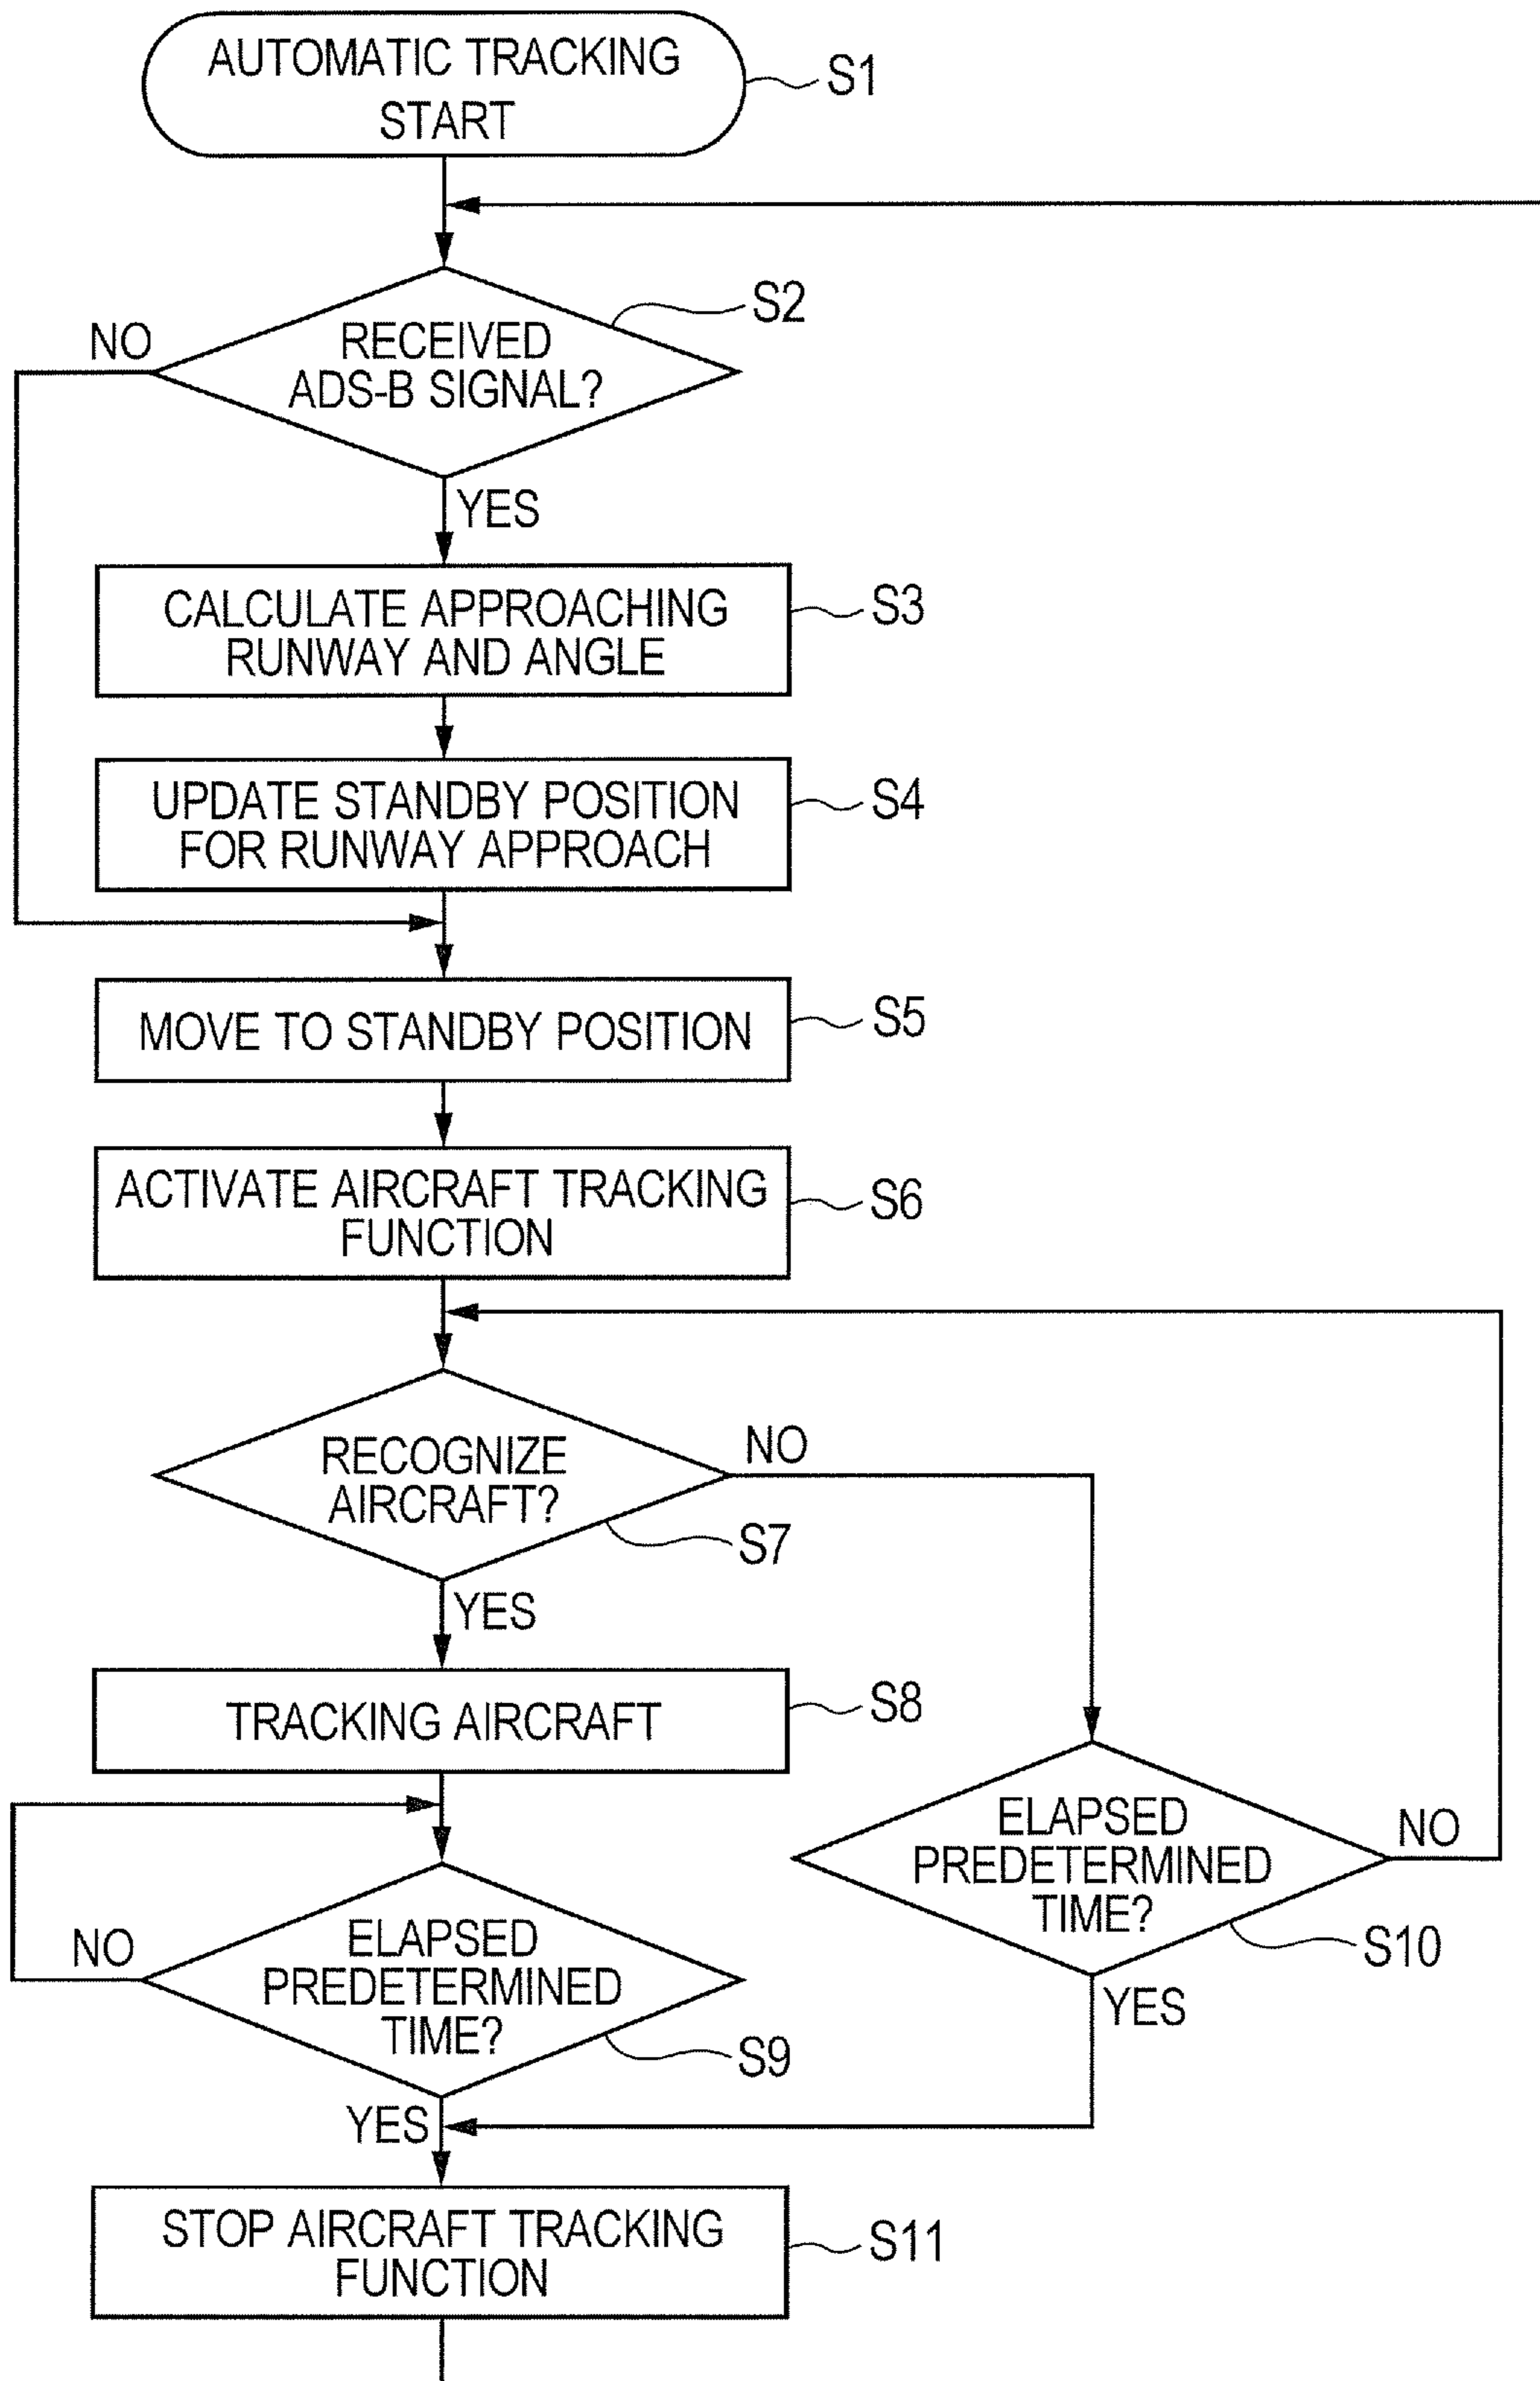 AUTOMATIC TRACKING
START
S1
S2
NO
RECEIVED
ADS-B SIGNAL?
YES
CALCULATE APPROACHING
RUNWAY AND ANGLE
S3
UPDATE STANDBY POSITION
FOR RUNWAY APPROACH
S4
MOVE TO STANDBY POSITION
S5
ACTIVATE AIRCRAFT TRACKING
FUNCTION
S6
RECOGNIZE
AIRCRAFT?
NO
S7
YES
TRACKING AIRCRAFT
S8
ELAPSED
PREDETERMINED
TIME?
NO
S10
YES
NO
ELAPSED
PREDETERMINED
TIME?
S9
YES
STOP AIRCRAFT TRACKING
FUNCTION
S11